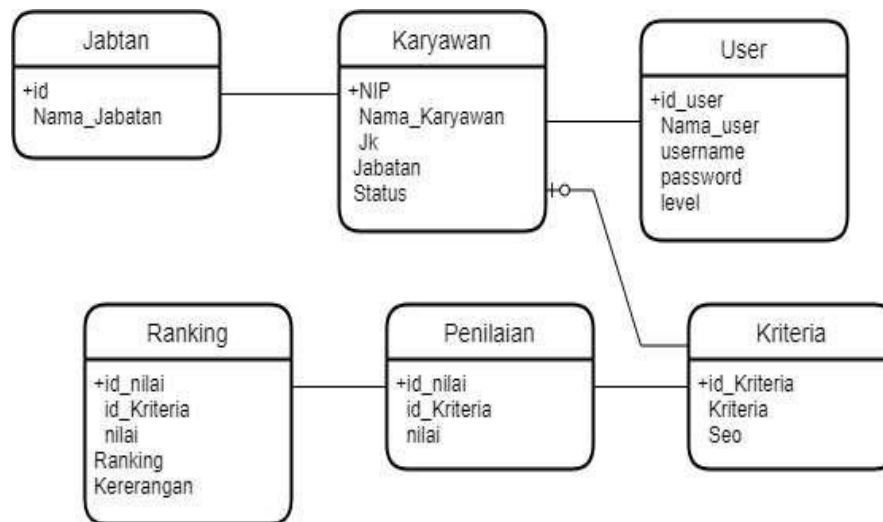 Jabtan
+id
Nama_Jabatan
Karyawan
+NIP
Nama_Karyawan
Jk
Jabatan
Status
User
+id_user
Nama_user
username
password
level
Ranking
+id_nilai
id_Kriteria
nilai
Ranking
Kererangan
Penilaian
+id_nilai
id_Kriteria
nilai
Kriteria
+id_Kriteria
Kriteria
Seo